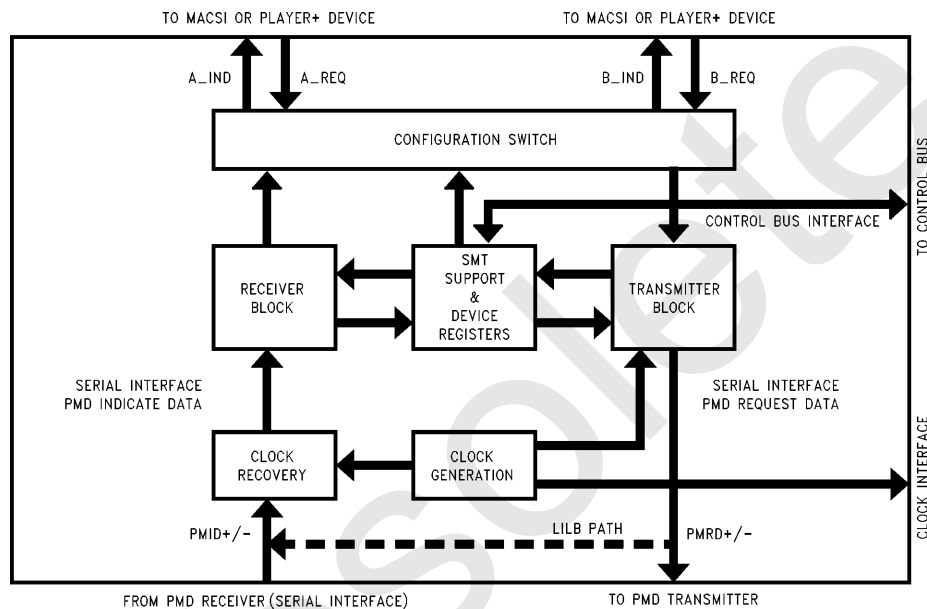 TO MACSI OR PLAYER+ DEVICE
TO MACSI OR PLAYER+ DEVICE
A_IND
A_REQ
B_IND
B_REQ
CONFIGURATION SWITCH
TO CONTROL BUS
CONTROL BUS INTERFACE
RECEIVER
BLOCK
SMT
SUPPORT
&
DEVICE
REGISTERS
TRANSMITTER
BLOCK
SERIAL INTERFACE
PMD INDICATE DATA
SERIAL INTERFACE
PMD REQUEST DATA
CLOCK
RECOVERY
CLOCK
GENERATION
CLOCK INTERFACE
PMID+/-
LILB PATH
PMRD+/-
FROM PMD RECEIVER (SERIAL INTERFACE)
TO PMD TRANSMITTER
solete